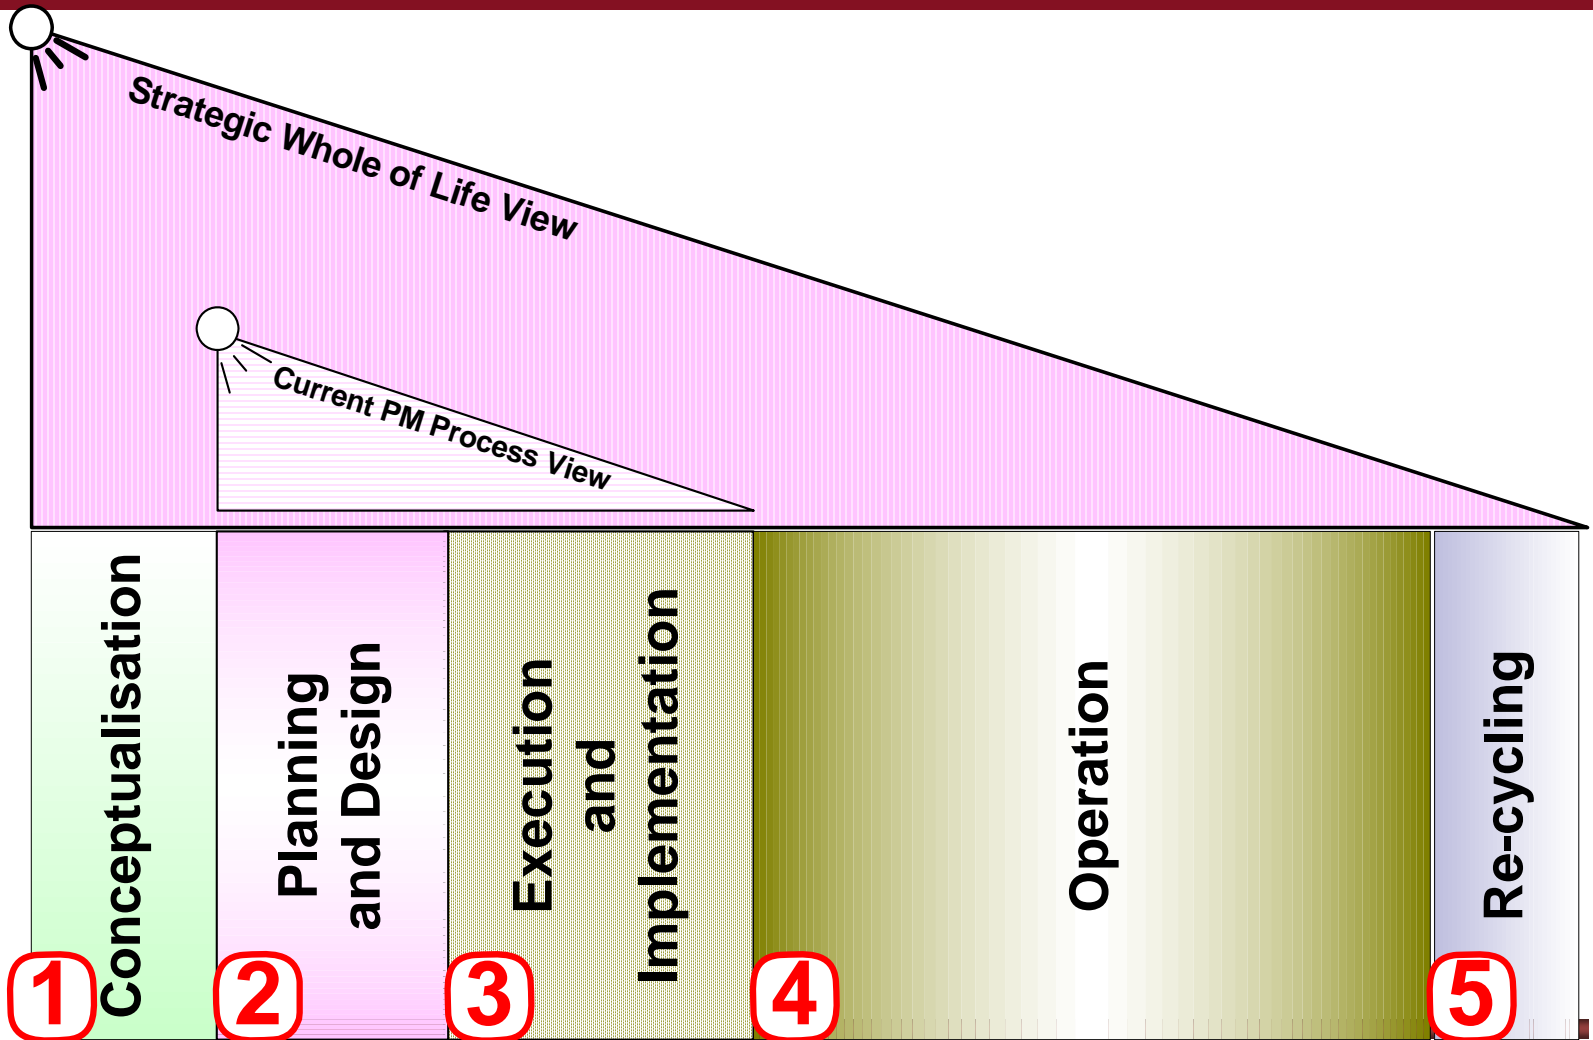 Strategic Whole of Life View
Current PM Process View
Conceptualisation
Planning
and Design
Execution
and
Implementation
Operation
Re-cycling
1
2
3
4
5